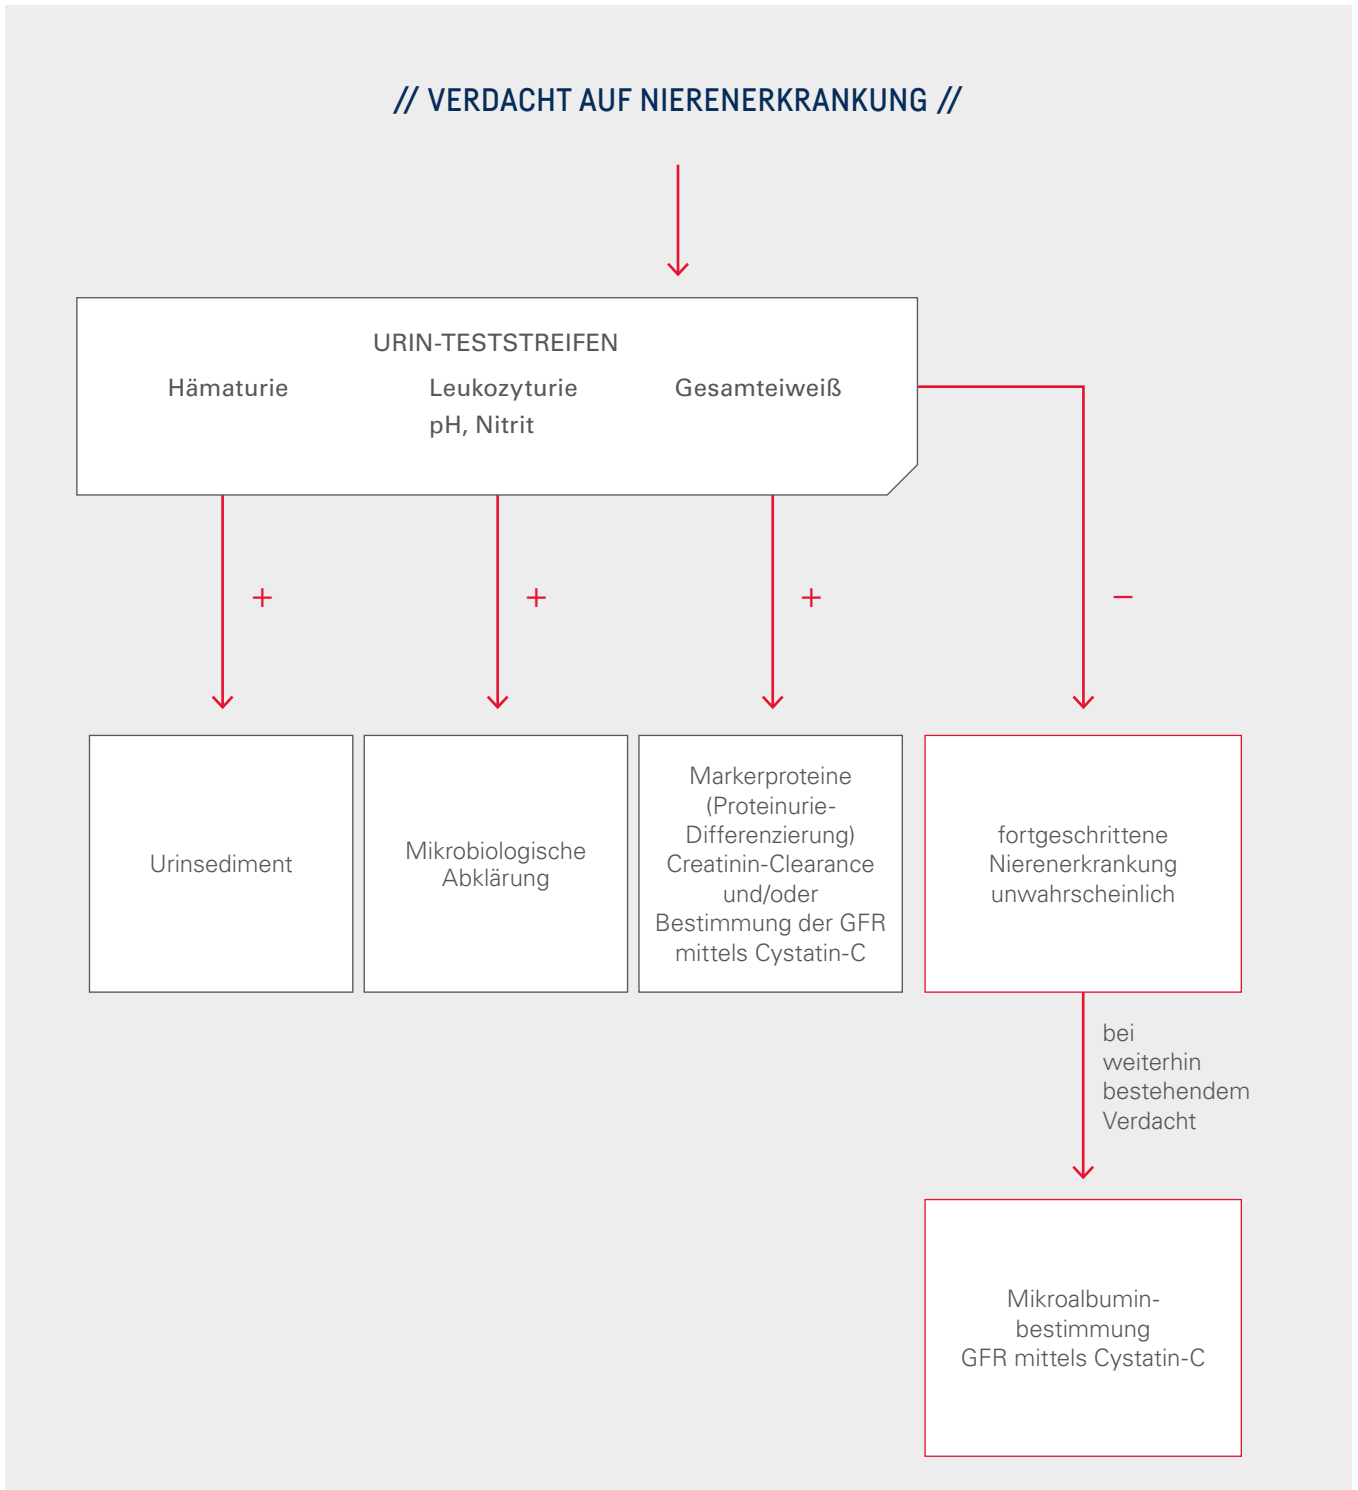 // VERDACHT AUF NIERENERKRANKUNG //
URIN-TESTSTREIFEN
Hämaturie
Leukozyturie
pH, Nitrit
Gesamteiweiß
+
+
+
–
Urinsediment
Mikrobiologische
Abklärung
Markerproteine
(Proteinurie-
Differenzierung)
Creatinin-Clearance
und/oder
Bestimmung der GFR
mittels Cystatin-C
fortgeschrittene
Nierenerkrankung
unwahrscheinlich
bei
weiterhin
bestehendem
Verdacht
Mikroalbumin-
bestimmung
GFR mittels Cystatin-C